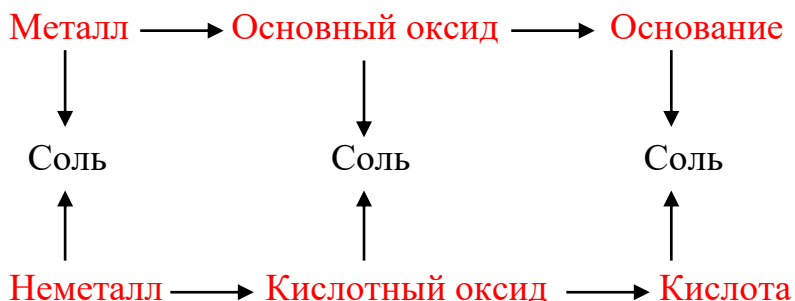 Металл Основный оксид Основание
Соль Соль Соль
Неметалл Кислотный оксид Кислота